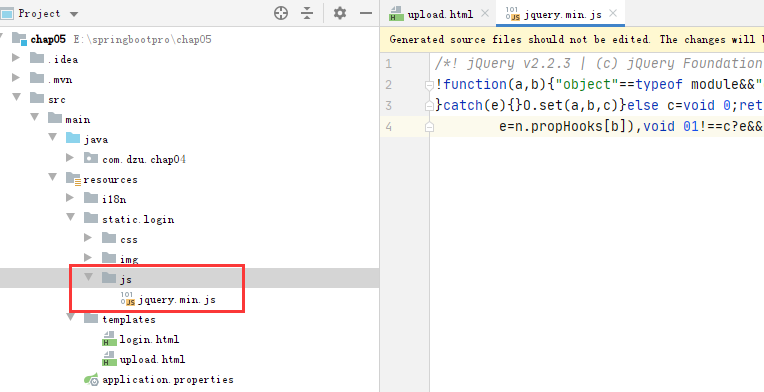 Project
chap05 E:\springbootpro\chap05
.idea
.mvn
src
main
java
com.dzu.chap04
resources
i18n
static.login
css
img
js
jquery.min.js
templates
login.html
upload.html
application.properties
upload.html
jquery.min.js
Generated source files should not be edited. The changes will b
1 /*! jQuery v2.2.3 | (c) jQuery Foundation
2 !function(a,b){"object"==typeof module&&"
3 }catch(e){}O.set(a,b,c)}else c=void 0;ret
4 e=n.propHooks[b]),void 01!==c?e&&